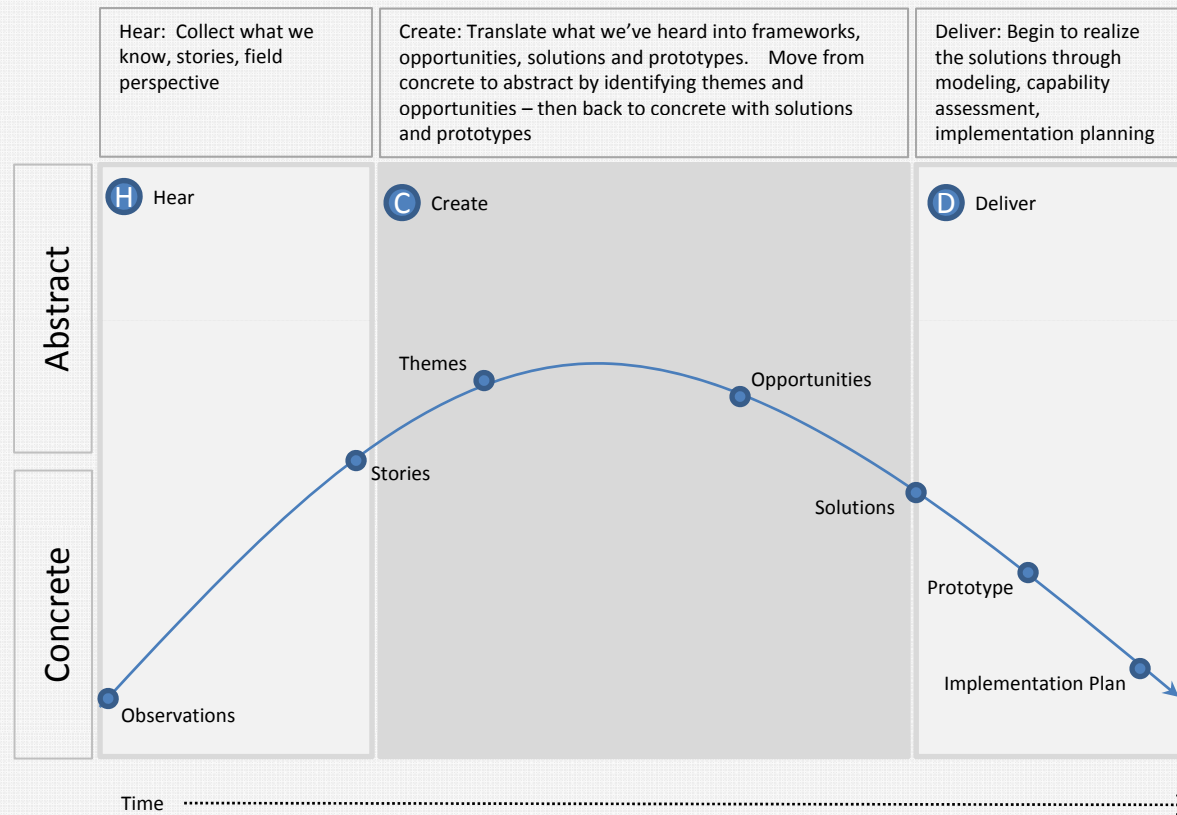 Hear:  Collect what we
know, stories, field
perspective
Create: Translate what we’ve heard into frameworks,
opportunities, solutions and prototypes.   Move from
concrete to abstract by identifying themes and
opportunities – then back to concrete with solutions
and prototypes
Deliver: Begin to realize
the solutions through
modeling, capability
assessment,
implementation planning
H Hear
C Create
D Deliver
Abstract
Concrete
Themes
Opportunities
Stories
Solutions
Prototype
Implementation Plan
Observations
Time